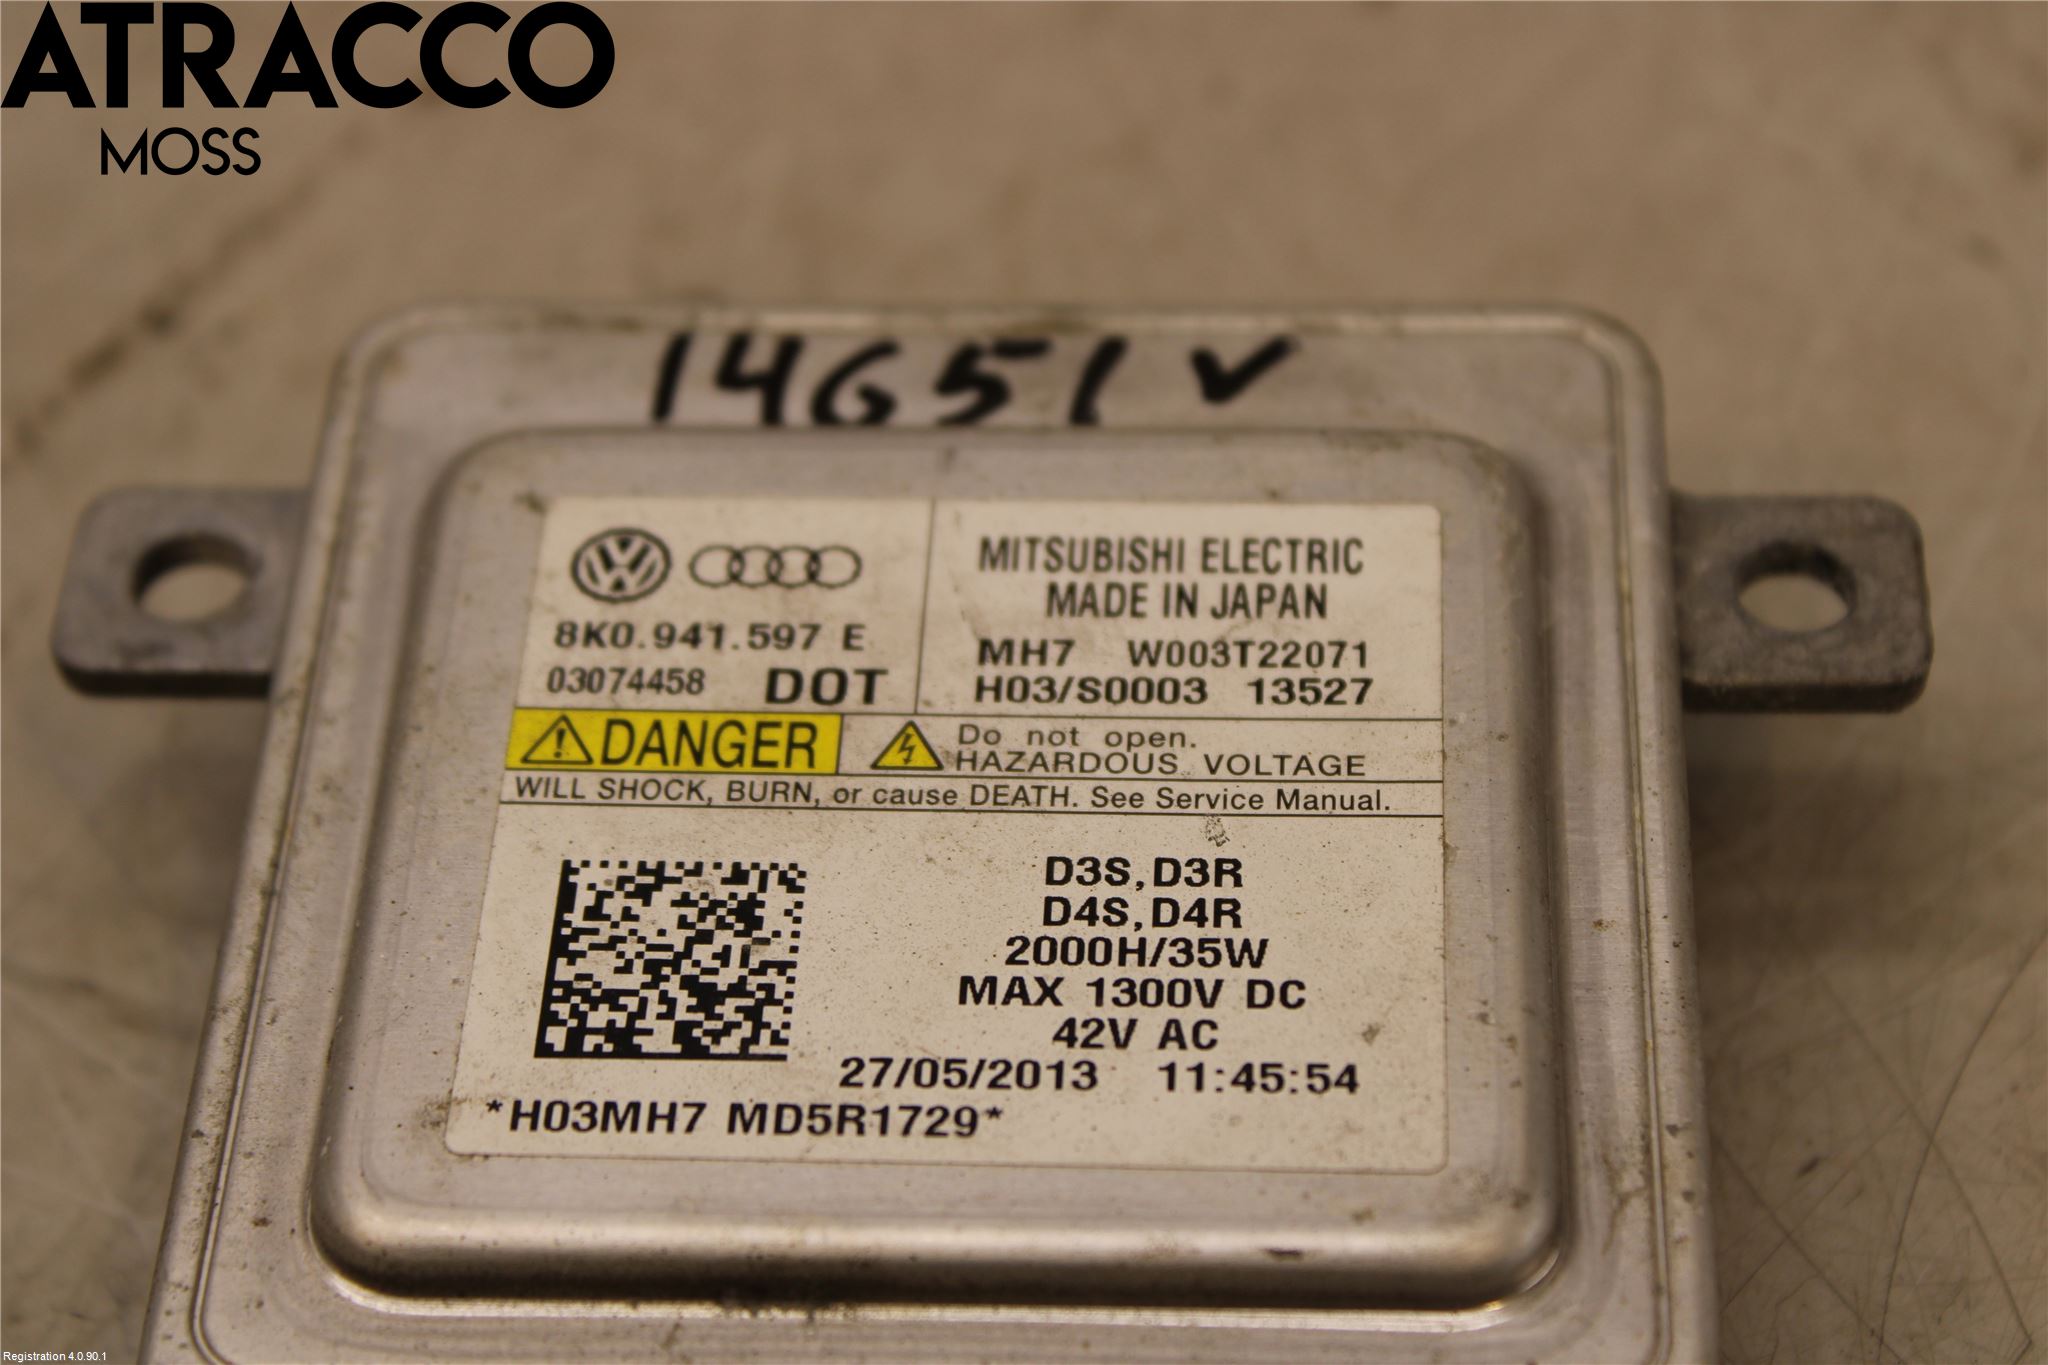 ATRACCO
MOSS
14651 V
8K0.941.597 E
03074458 DOT
MITSUBISHI ELECTRIC
MADE IN JAPAN
MH7 W003T22071
H03/S0003 13527
DANGER
Do not open.
HAZARDOUS VOLTAGE
WILL SHOCK, BURN, or cause DEATH. See Service Manual.
D3S, D3R
D4S, D4R
2000H/35W
MAX 1300V DC
42V AC
27/05/2013 11:45:54
*H03MH7 MD5R1729*
Registration 4.0.90.1